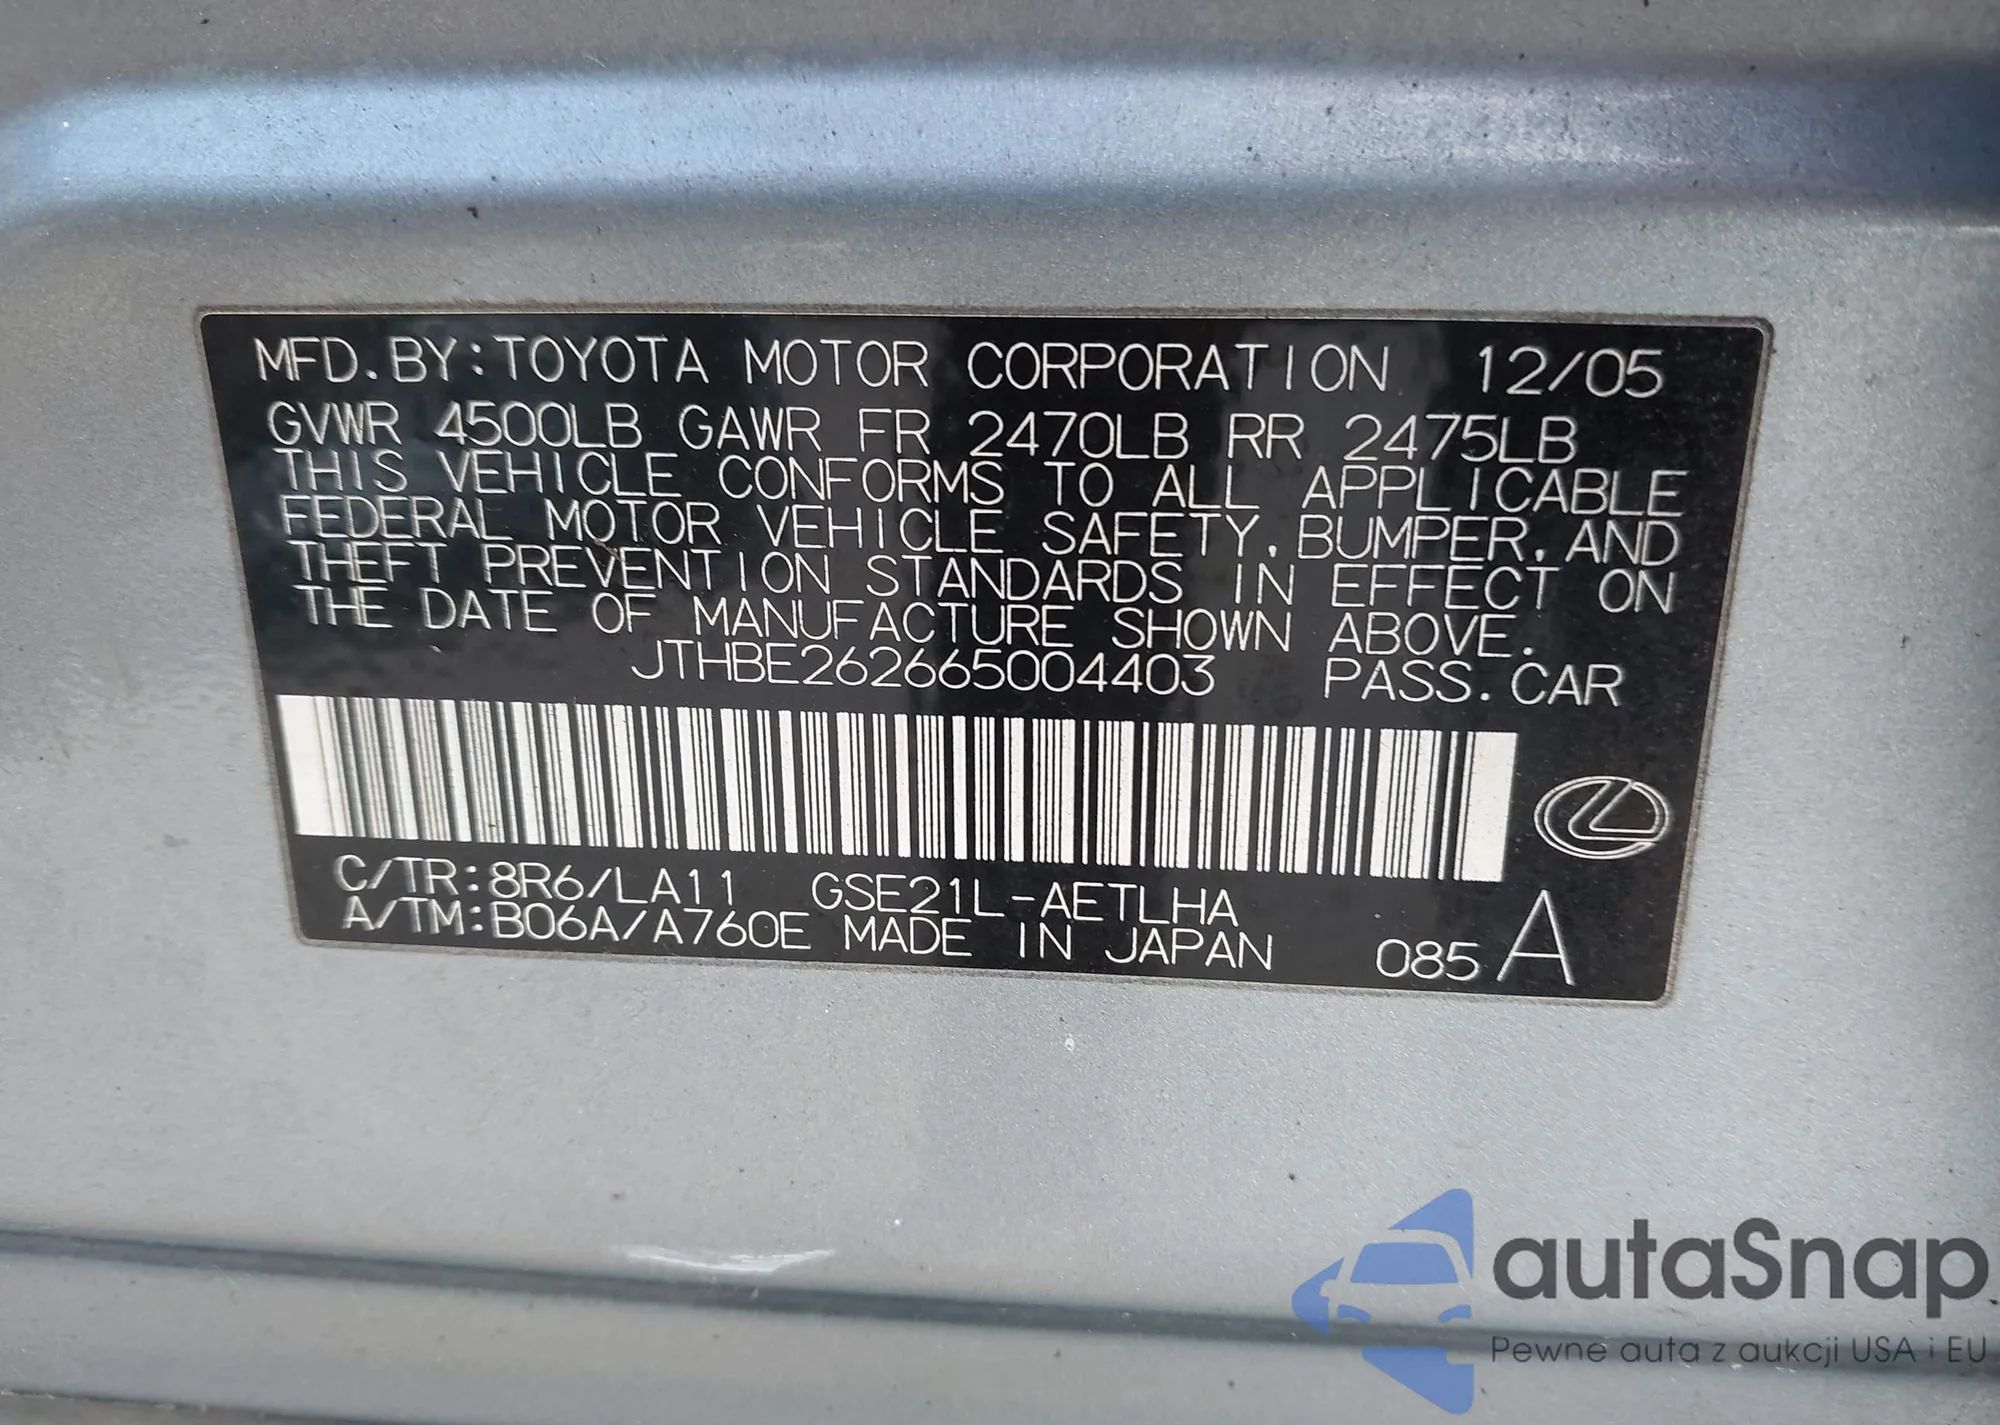 MFD. BY:TOYOTA MOTOR CORPORATION 12/05
GVWR 4500LB GAWR FR 2470LB RR 2475LB
THIS VEHICLE CONFORMS TO ALL APPLICABLE
FEDERAL MOTOR VEHICLE SAFETY, BUMPER, AND
THEFT PREVENTION STANDARDS IN EFFECT ON
THE DATE OF MANUFACTURE SHOWN ABOVE.
JTHBE262665004403 PASS. CAR
C/TR:8R6/LA11 GSE21L-AETLHA
A/TM:B06A/A760E MADE IN JAPAN 085 A
autaSnap
Pewne auta z aukcji USA i EU